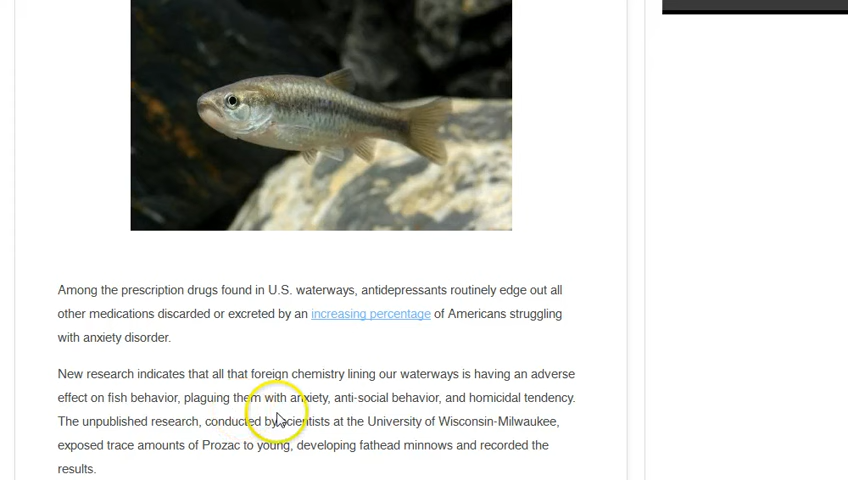 Among the prescription drugs found in U.S. waterways, antidepressants routinely edge out all
other medications discarded or excreted by an increasing percentage of Americans struggling
with anxiety disorder.
New research indicates that all that foreign chemistry lining our waterways is having an adverse
effect on fish behavior, plaguing them with anxiety, anti-social behavior, and homicidal tendency.
The unpublished research, conducted by scientists at the University of Wisconsin-Milwaukee,
exposed trace amounts of Prozac to young, developing fathead minnows and recorded the
results.